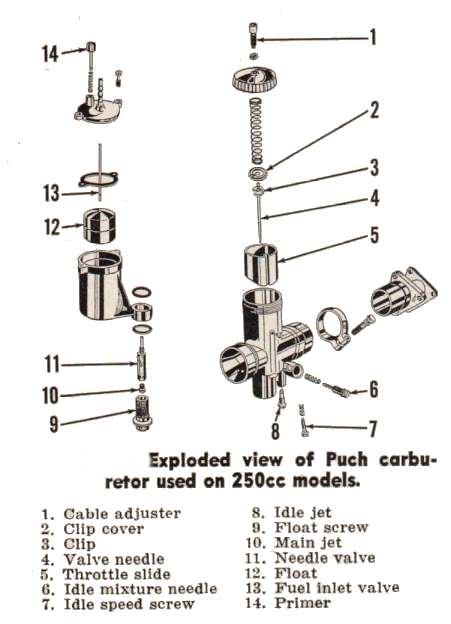 14
1
2
3
4
13
12
5
11
10
9
6
8
7
Exploded view of Puch carbu-
retor used on 250cc models.
1. Cable adjuster
2. Clip cover
3. Clip
4. Valve needle
5. Throttle slide
6. Idle mixture needle
7. Idle speed screw
8. Idle jet
9. Float screw
10. Main jet
11. Needle valve
12. Float
13. Fuel inlet valve
14. Primer